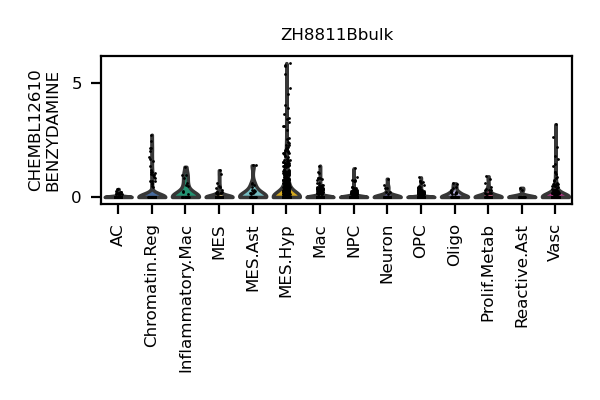 ZH8811Bbulk
CHEMBL12610
BENZYDAMINE
5
0
AC
Chromatin.Reg
Inflammatory.Mac
MES
MES.Ast
MES.Hyp
Mac
NPC
Neuron
OPC
Oligo
Prolif.Metab
Reactive.Ast
Vasc